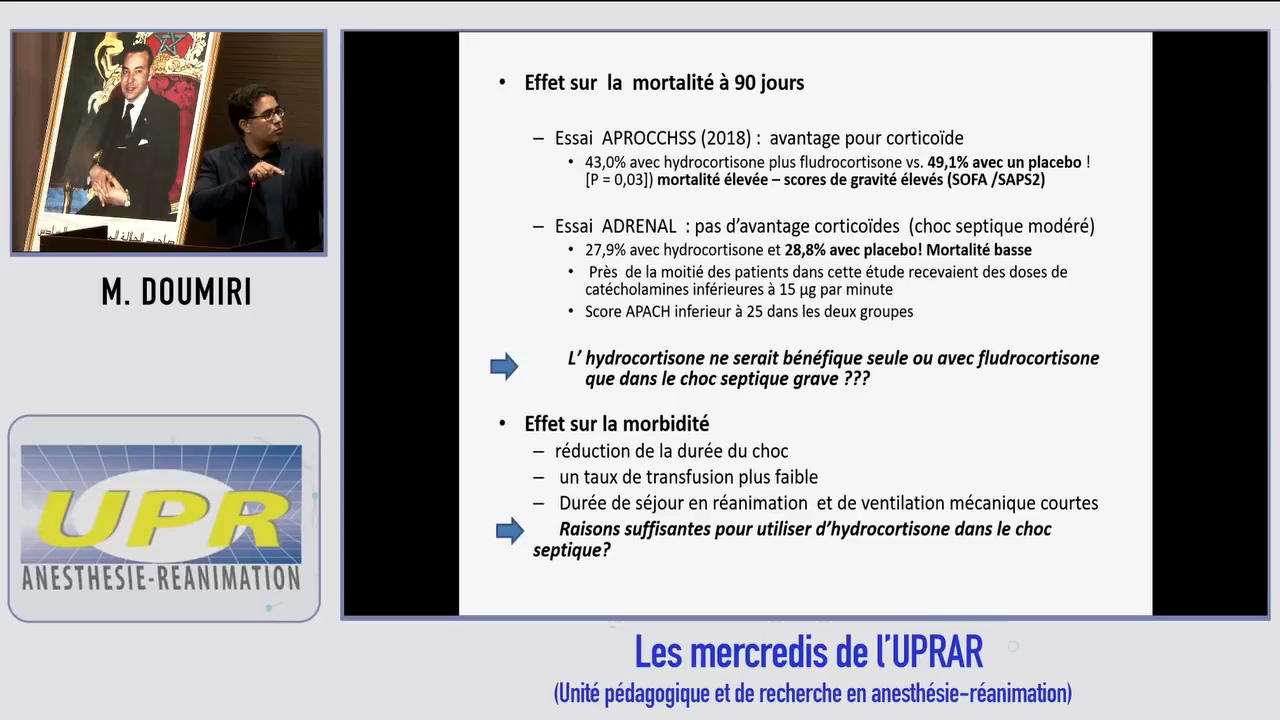 M. DOUMIRI
UPR
ANESTHESIE-REANIMATION
• Effet sur la mortalité à 90 jours
– Essai APROCCHSS (2018) : avantage pour corticoïde
• 43,0% avec hydrocortisone plus fludrocortisone vs. 49,1% avec un placebo !
[P = 0,03]) mortalité élevée – scores de gravité élevés (SOFA /SAPS2)
– Essai ADRENAL : pas d’avantage corticoïdes (choc septique modéré)
• 27,9% avec hydrocortisone et 28,8% avec placebo! Mortalité basse
• Près de la moitié des patients dans cette étude recevaient des doses de
catécholamines inférieures à 15 µg par minute
• Score APACH inferieur à 25 dans les deux groupes
L’ hydrocortisone ne serait bénéfique seule ou avec fludrocortisone
que dans le choc septique grave ???
• Effet sur la morbidité
– réduction de la durée du choc
– un taux de transfusion plus faible
– Durée de séjour en réanimation et de ventilation mécanique courtes
Raisons suffisantes pour utiliser d’hydrocortisone dans le choc
septique?
Les mercredis de l’UPRAR
(Unité pédagogique et de recherche en anesthésie-réanimation)